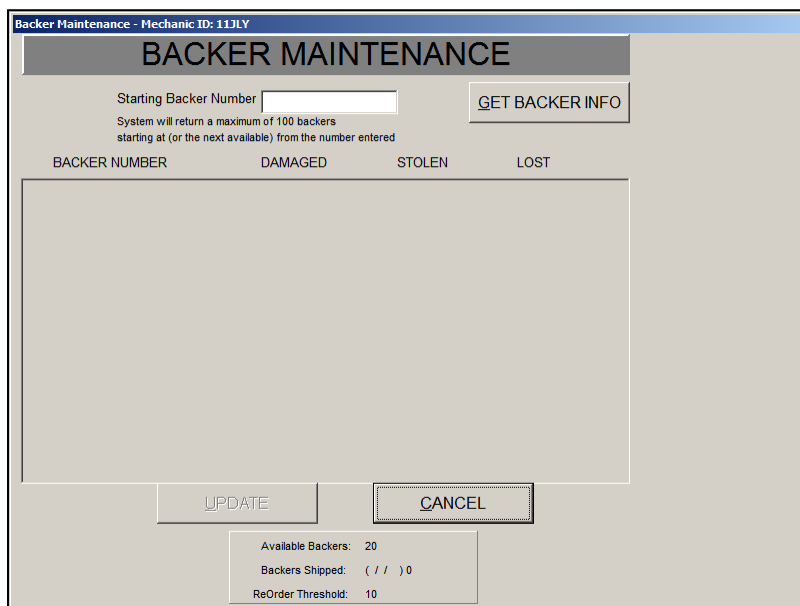 Backer Maintenance - Mechanic ID: 11JLY
BACKER MAINTENANCE
Starting Backer Number
GET BACKER INFO
System will return a maximum of 100 backers
starting at (or the next available) from the number entered
BACKER NUMBER DAMAGED STOLEN LOST
UPDATE CANCEL
Available Backers: 20
Backers Shipped: ( / / ) 0
ReOrder Threshold: 10